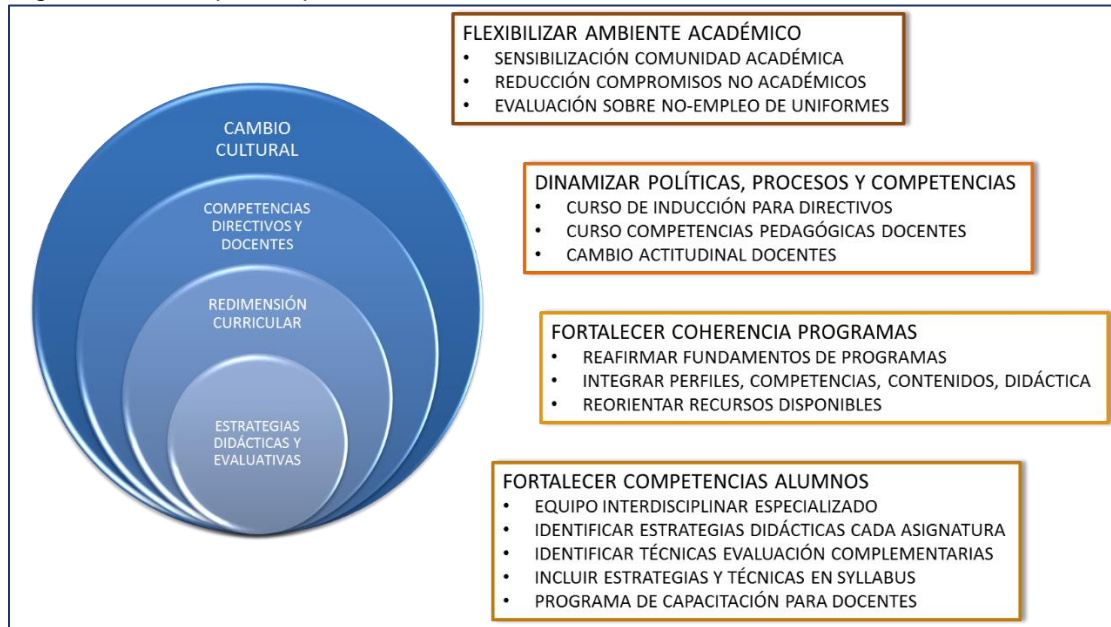 FLEXIBILIZAR AMBIENTE ACADÉMICO
• SENSIBILIZACIÓN COMUNIDAD ACADÉMICA
• REDUCCIÓN COMPROMISOS NO ACADÉMICOS
• EVALUACIÓN SOBRE NO-EMPLEO DE UNIFORMES
CAMBIO
CULTURAL
DINAMIZAR POLÍTICAS, PROCESOS Y COMPETENCIAS
• CURSO DE INDUCCIÓN PARA DIRECTIVOS
• CURSO COMPETENCIAS PEDAGÓGICAS DOCENTES
• CAMBIO ACTITUDINAL DOCENTES
COMPETENCIAS
DIRECTIVOS Y
DOCENTES
FORTALECER COHERENCIA PROGRAMAS
• REAFIRMAR FUNDAMENTOS DE PROGRAMAS
• INTEGRAR PERFILES, COMPETENCIAS, CONTENIDOS, DIDÁCTICA
• REORIENTAR RECURSOS DISPONIBLES
REDIMENSIÓN
CURRICULAR
FORTALECER COMPETENCIAS ALUMNOS
• EQUIPO INTERDISCIPLINAR ESPECIALIZADO
• IDENTIFICAR ESTRATEGIAS DIDÁCTICAS CADA ASIGNATURA
• IDENTIFICAR TÉCNICAS EVALUACIÓN COMPLEMENTARIAS
• INCLUIR ESTRATEGIAS Y TÉCNICAS EN SYLLABUS
• PROGRAMA DE CAPACITACIÓN PARA DOCENTES
ESTRATEGIAS
DIDÁCTICAS Y
EVALUATIVAS